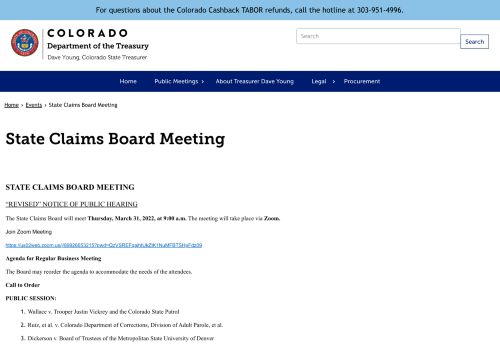 For questions about the Colorado Cashback TABOR refunds, call the hotline at 303-951-4996.
COLORADO
Department of the Treasury
Dave Young, Colorado State Treasurer
Search
Search
Home
Public Meetings ›
About Treasurer Dave Young
Legal ›
Procurement
Home › Events › State Claims Board Meeting
State Claims Board Meeting
STATE CLAIMS BOARD MEETING
"REVISED" NOTICE OF PUBLIC HEARING
The State Claims Board will meet Thursday, March 31, 2022, at 9:00 a.m. The meeting will take place via Zoom.
Join Zoom Meeting
Agenda for Regular Business Meeting
The Board may reorder the agenda to accommodate the needs of the attendees.
Call to Order
PUBLIC SESSION:
1. Wallace v. Trooper Justin Vickrey and the Colorado State Patrol
2. Ruiz, et al. v. Colorado Department of Corrections, Division of Adult Parole, et al.
3. Dickerson v. Board of Trustees of the Metropolitan State University of Denver